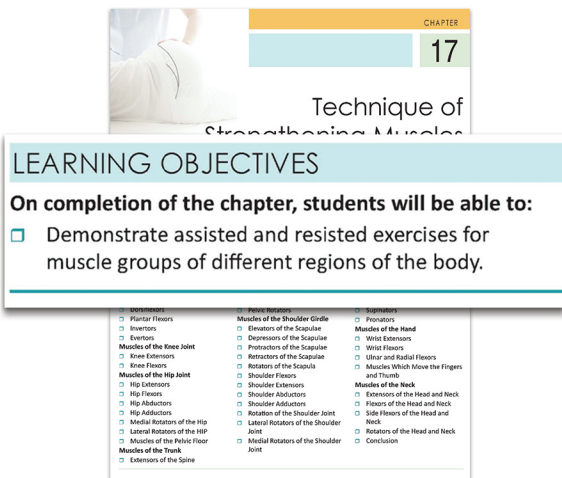 CHAPTER
17
Technique of
Strengthening Muscles
LEARNING OBJECTIVES
On completion of the chapter, students will be able to:
Demonstrate assisted and resisted exercises for
muscle groups of different regions of the body.
Dorsiflexors
Plantar Flexors
Invertors
Evertors
Muscles of the Knee Joint
Knee Extensors
Knee Flexors
Muscles of the Hip Joint
Hip Extensors
Hip Flexors
Hip Abductors
Hip Adductors
Medial Rotators of the Hip
Lateral Rotators of the HIP
Muscles of the Pelvic Floor
Muscles of the Trunk
Extensors of the Spine
Pelvic Rotators
Muscles of the Shoulder Girdle
Elevators of the Scapulae
Depressors of the Scapulae
Protractors of the Scapulae
Retractors of the Scapulae
Rotators of the Scapula
Shoulder Flexors
Shoulder Extensors
Shoulder Abductors
Shoulder Adductors
Rotation of the Shoulder Joint
Lateral Rotators of the Shoulder
Joint
Medial Rotators of the Shoulder
Joint
Supinators
Pronators
Muscles of the Hand
Wrist Extensors
Wrist Flexors
Ulnar and Radial Flexors
Muscles Which Move the Fingers
and Thumb
Muscles of the Neck
Extensors of the Head and Neck
Flexors of the Head and Neck
Side Flexors of the Head and
Neck
Rotators of the Head and Neck
Conclusion